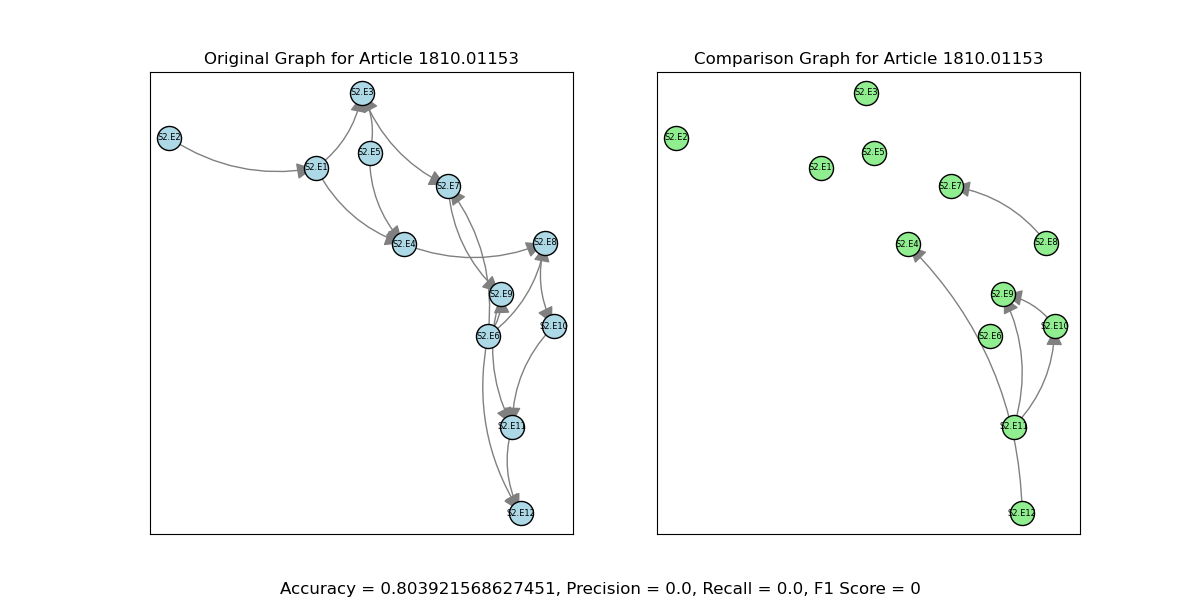 Original Graph for Article 1810.01153
S2.E3
S2.E2
S2.E5
S2.E1
S2.E7
S2.E4
S2.E8
S2.E9
S2.E10
S2.E6
S2.E11
S2.E12
Comparison Graph for Article 1810.01153
S2.E3
S2.E2
S2.E5
S2.E1
S2.E7
S2.E4
S2.E8
S2.E9
S2.E10
S2.E6
S2.E11
S2.E12
Accuracy = 0.803921568627451, Precision = 0.0, Recall = 0.0, F1 Score = 0